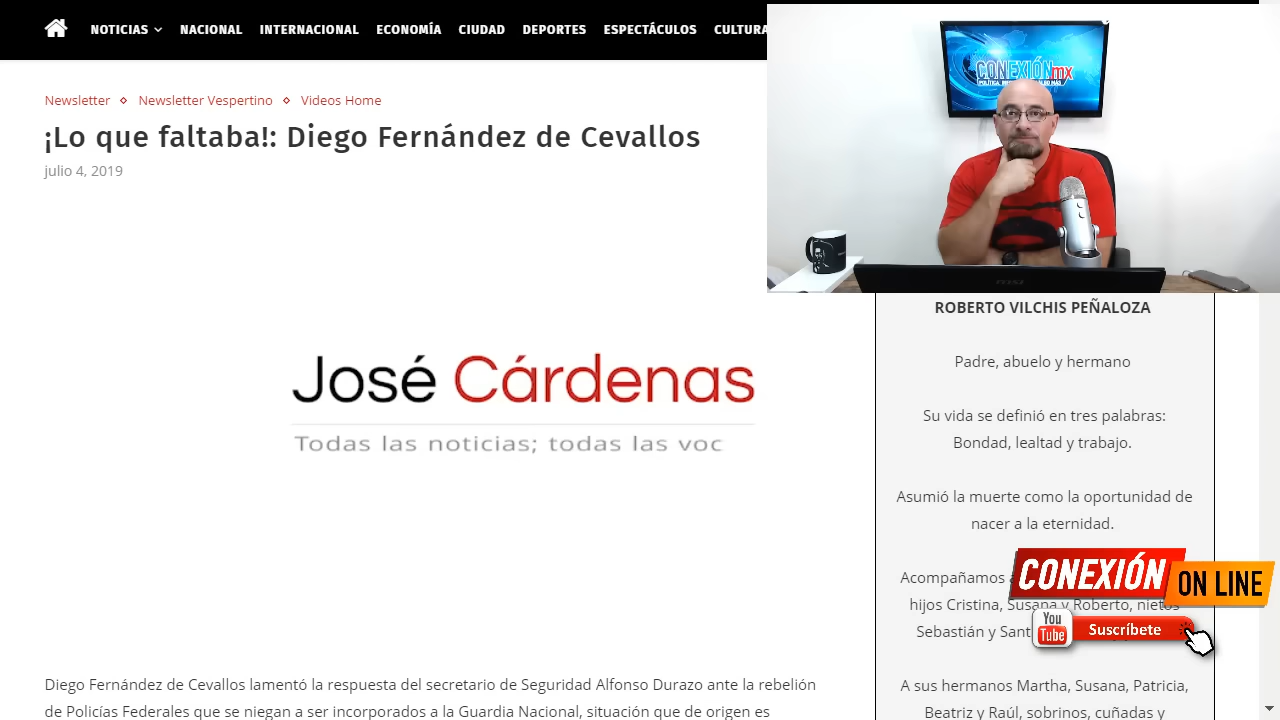 NOTICIAS NACIONAL INTERNACIONAL ECONOMÍA CIUDAD DEPORTES ESPECTÁCULOS CULTURA
Newsletter Newsletter Vespertino Videos Home
¡Lo que faltaba!: Diego Fernández de Cevallos
julio 4, 2019
José Cárdenas
Todas las noticias; todas las voc
Diego Fernández de Cevallos lamentó la respuesta del secretario de Seguridad Alfonso Durazo ante la rebelión
de Policías Federales que se niegan a ser incorporados a la Guardia Nacional, situación que de origen es
CONEXIÓNmx
msi
ROBERTO VILCHIS PEÑALOZA
Padre, abuelo y hermano
Su vida se definió en tres palabras:
Bondad, lealtad y trabajo.
Asumió la muerte como la oportunidad de
nacer a la eternidad.
Acompañamos
hijos Cristina, Susana y Roberto, nietos
Sebastián y Sant
A sus hermanos Martha, Susana, Patricia,
Beatriz y Raúl, sobrinos, cuñadas y
CONEXIÓN ON LINE
You Tube Suscríbete